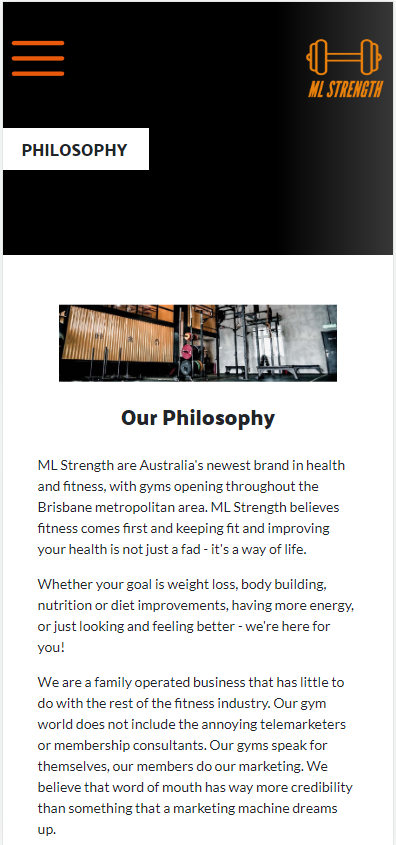 ML STRENGTH
PHILOSOPHY
Our Philosophy
ML Strength are Australia's newest brand in health
and fitness, with gyms opening throughout the
Brisbane metropolitan area. ML Strength believes
fitness comes first and keeping fit and improving
your health is not just a fad - it's a way of life.
Whether your goal is weight loss, body building,
nutrition or diet improvements, having more energy,
or just looking and feeling better - we're here for
you!
We are a family operated business that has little to
do with the rest of the fitness industry. Our gym
world does not include the annoying telemarketers
or membership consultants. Our gyms speak for
themselves, our members do our marketing. We
believe that word of mouth has way more credibility
than something that a marketing machine dreams
up.